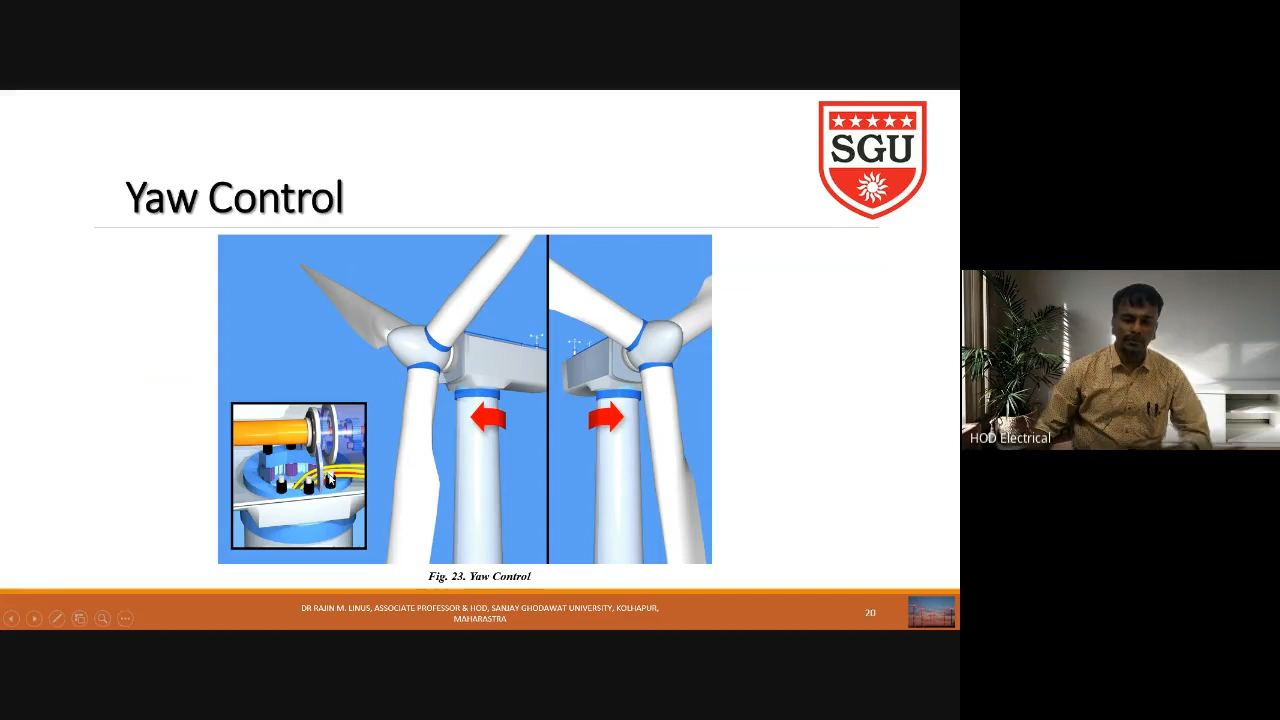 SGU
Yaw Control
HOD Electrical
Fig. 23. Yaw Control
DR RAJIN M. LINUS, ASSOCIATE PROFESSOR & HOD, SANJAY GHODAWAT UNIVERSITY, KOLHAPUR,
MAHARASTRA
20